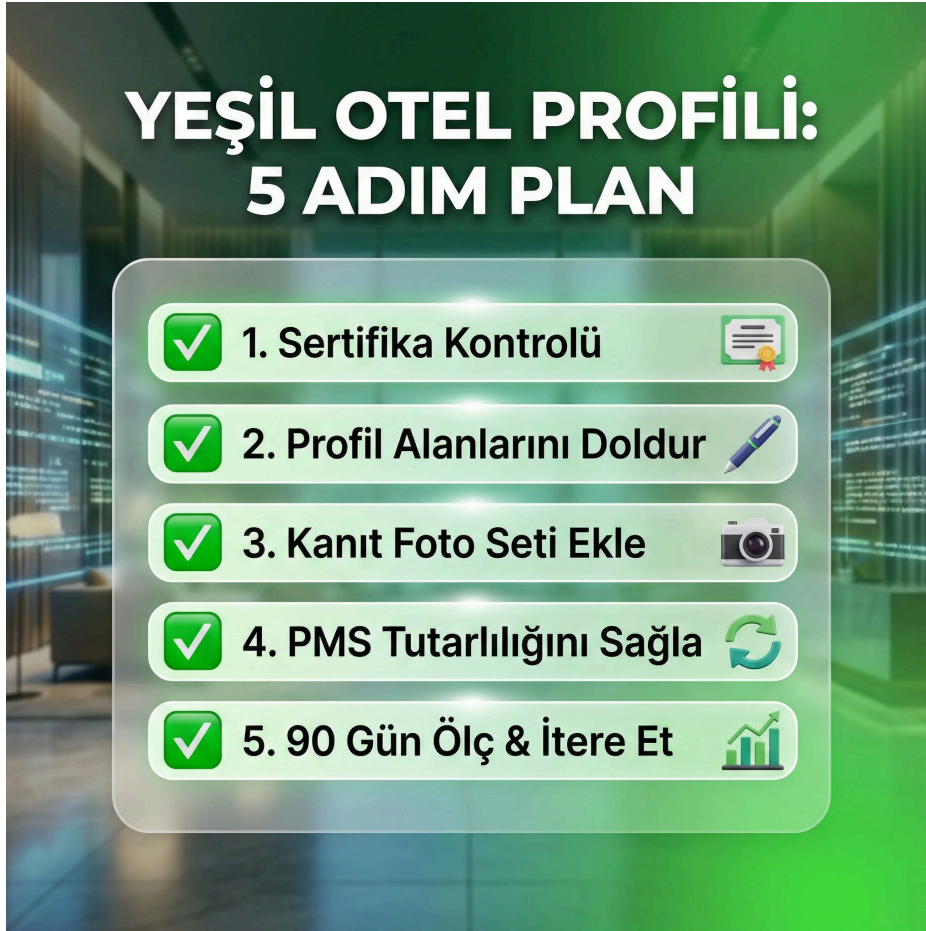 YEŞİL OTEL PROFİLİ:
5 ADIM PLAN
1. Sertifika Kontrolü
2. Profil Alanlarını Doldur
3. Kanıt Foto Seti Ekle
4. PMS Tutarlılığını Sağla
5. 90 Gün Ölç & İtere Et